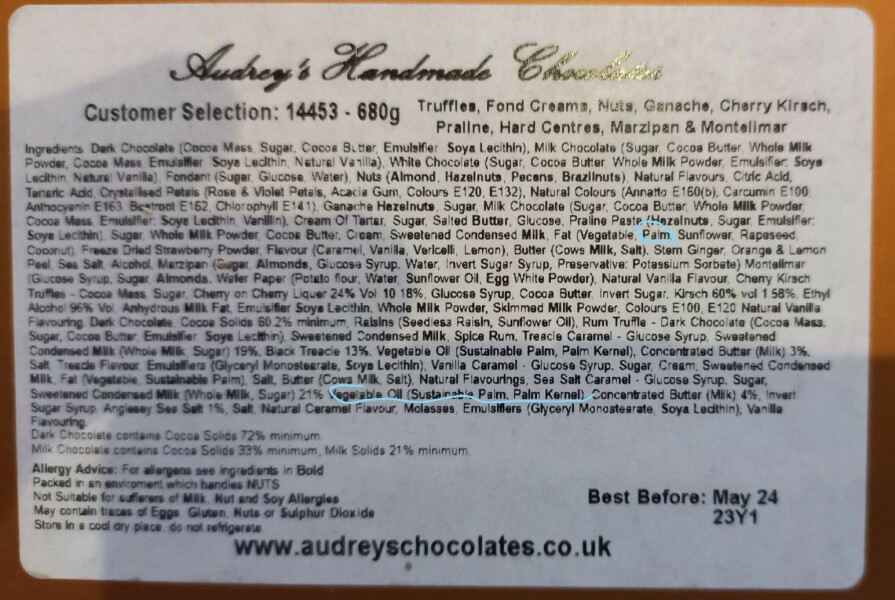 Audrey's Handmade Chocolates
Customer Selection: 14453 - 680g
Truffles, Fond Creams, Nuts, Ganache, Cherry Kirsch,
Praline, Hard Centres, Marzipan & Montelimar
Ingredients Dark Chocolate (Cocoa Mass, Sugar, Cocoa Butter, Emulsifier Soya Lecithin), Milk Chocolate (Sugar, Cocoa Butter, Whole Milk
Powder, Cocoa Mass, Emulsifier Soya Lecithin, Natural Vanilla), White Chocolate (Sugar, Cocoa Butter Whole Milk Powder, Emulsifier: Soya
Lecithin, Natural Vanilla), Fondant (Sugar, Glucose, Water), Nuts (Almond, Hazelnuts, Pecans, Brazilnuts), Natural Flavours, Citric Acid,
Tartaric Acid, Crystallised Petals (Rose & Violet Petals, Acacia Gum, Colours E120, E132), Natural Colours (Annatto E160(b), Carcumin E100,
Anthocyanin E163, Beetroot E162, Chlorophyll E141), Ganache Hazelnuts, Sugar, Milk Chocolate (Sugar, Cocoa Butter, Whole Milk Powder,
Cocoa Mass, Emulsifier: Soya Lecithin, Vanillin), Cream Of Tartar, Sugar, Salted Butter, Glucose, Praline Paste (Hazelnuts, Sugar, Emulsifier:
Soya Lecithin), Sugar, Whole Milk Powder, Cocoa Butter, Cream, Sweetened Condensed Milk, Fat (Vegetable, Palm, Sunflower, Rapeseed,
Coconut), Freeze Dried Strawberry Powder, Flavour (Caramel, Vanilla, Vericelli, Lemon), Butter (Cows Milk, Salt), Stem Ginger, Orange & Lemon
Peel, Sea Salt, Alcohol, Marzipan (Sugar, Almonds, Glucose Syrup, Water, Invert Sugar Syrup, Preservative: Potassium Sorbate) Montelimar
(Glucose Syrup, Sugar, Almonds, Wafer Paper (Potato flour, Water, Sunflower Oil, Egg White Powder), Natural Vanilla Flavour, Cherry Kirsch
Truffles - Cocoa Mass, Sugar, Cherry on Cherry Liquer 24% Vol 10 18%, Glucose Syrup, Cocoa Butter, Invert Sugar, Kirsch 60% vol 1 58%, Ethyl
Alcohol 96% Vol, Anhydrous Milk Fat, Emulsifier Soya Lecithin, Whole Milk Powder, Skimmed Milk Powder, Colours E100, E120 Natural Vanilla
Flavouring, Dark Chocolate, Cocoa Solids 60.2% minimum, Raisins (Seedless Raisin, Sunflower Oil), Rum Truffle - Dark Chocolate (Cocoa Mass,
Sugar, Cocoa Butter, Emulsifier: Soya Lecithin), Sweetened Condensed Milk, Spice Rum, Treacle Caramel - Glucose Syrup, Sweetened
Condensed Milk (Whole Milk, Sugar) 19%, Black Treacle 13%, Vegetable Oil (Sustainable Palm, Palm Kernel), Concentrated Butter (Milk) 3%,
Salt, Treacle Flavour, Emulsifiers (Glyceryl Monostearate, Soya Lecithin), Vanilla Caramel - Glucose Syrup, Sugar, Cream, Sweetened Condensed
Milk, Fat (Vegetable, Sustainable Palm), Salt, Butter (Cows Milk, Salt), Natural Flavourings, Sea Salt Caramel - Glucose Syrup, Sugar,
Sweetened Condensed Milk (Whole Milk, Sugar) 21% Vegetable Oil (Sustainable Palm, Palm Kernel), Concentrated Butter (Milk) 4%, Invert
Sugar Syrup, Anglesey Sea Salt 1%, Salt, Natural Caramel Flavour, Molasses, Emulsifiers (Glyceryl Monostearate, Soya Lecithin), Vanilla
Flavouring.
Dark Chocolate contains Cocoa Solids 72% minimum.
Milk Chocolate contains Cocoa Solids 33% minimum, Milk Solids 21% minimum.
Allergy Advice: For allergens see ingredients in Bold
Packed in an enviroment which handles NUTS
Not Suitable for sufferers of Milk, Nut and Soy Allergies
May contain traces of Eggs, Gluten, Nuts or Sulphur Dioxide
Store in a cool dry place, do not refrigerate
Best Before: May 24
23Y1
www.audreyschocolates.co.uk